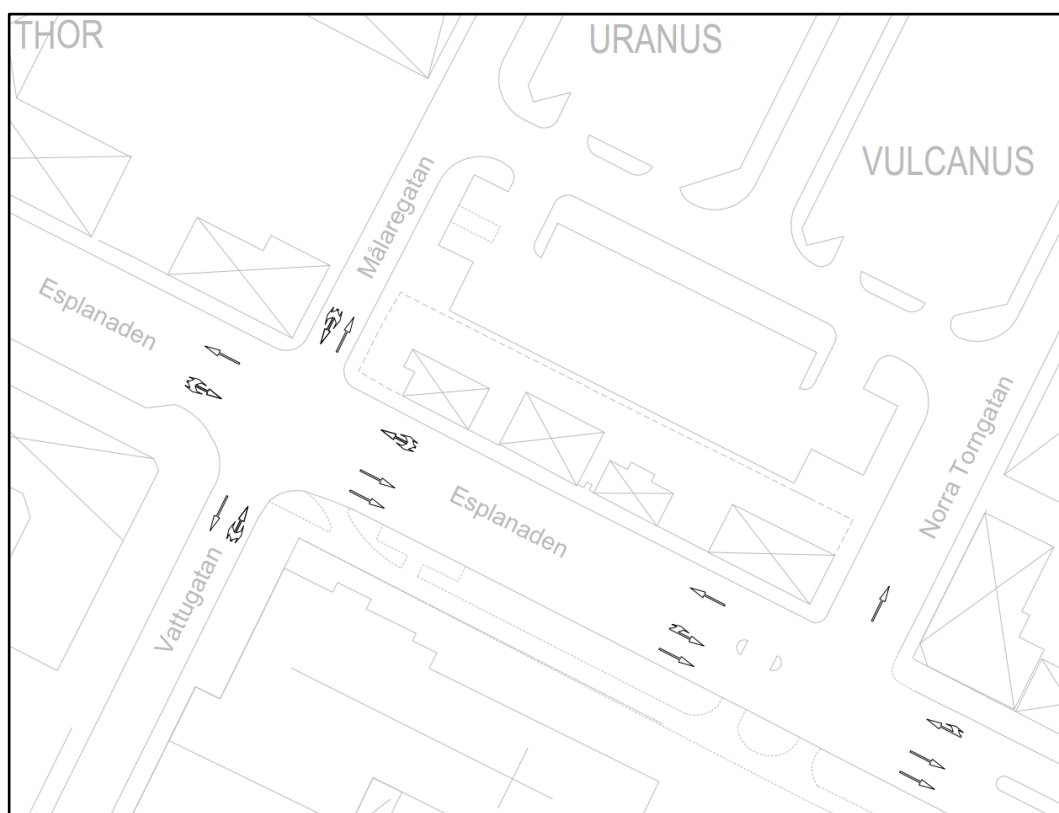 THOR
URANUS
VULCANUS
Målaregatan
Esplanaden
Norra Torngatan
Esplanaden
Vattugatan